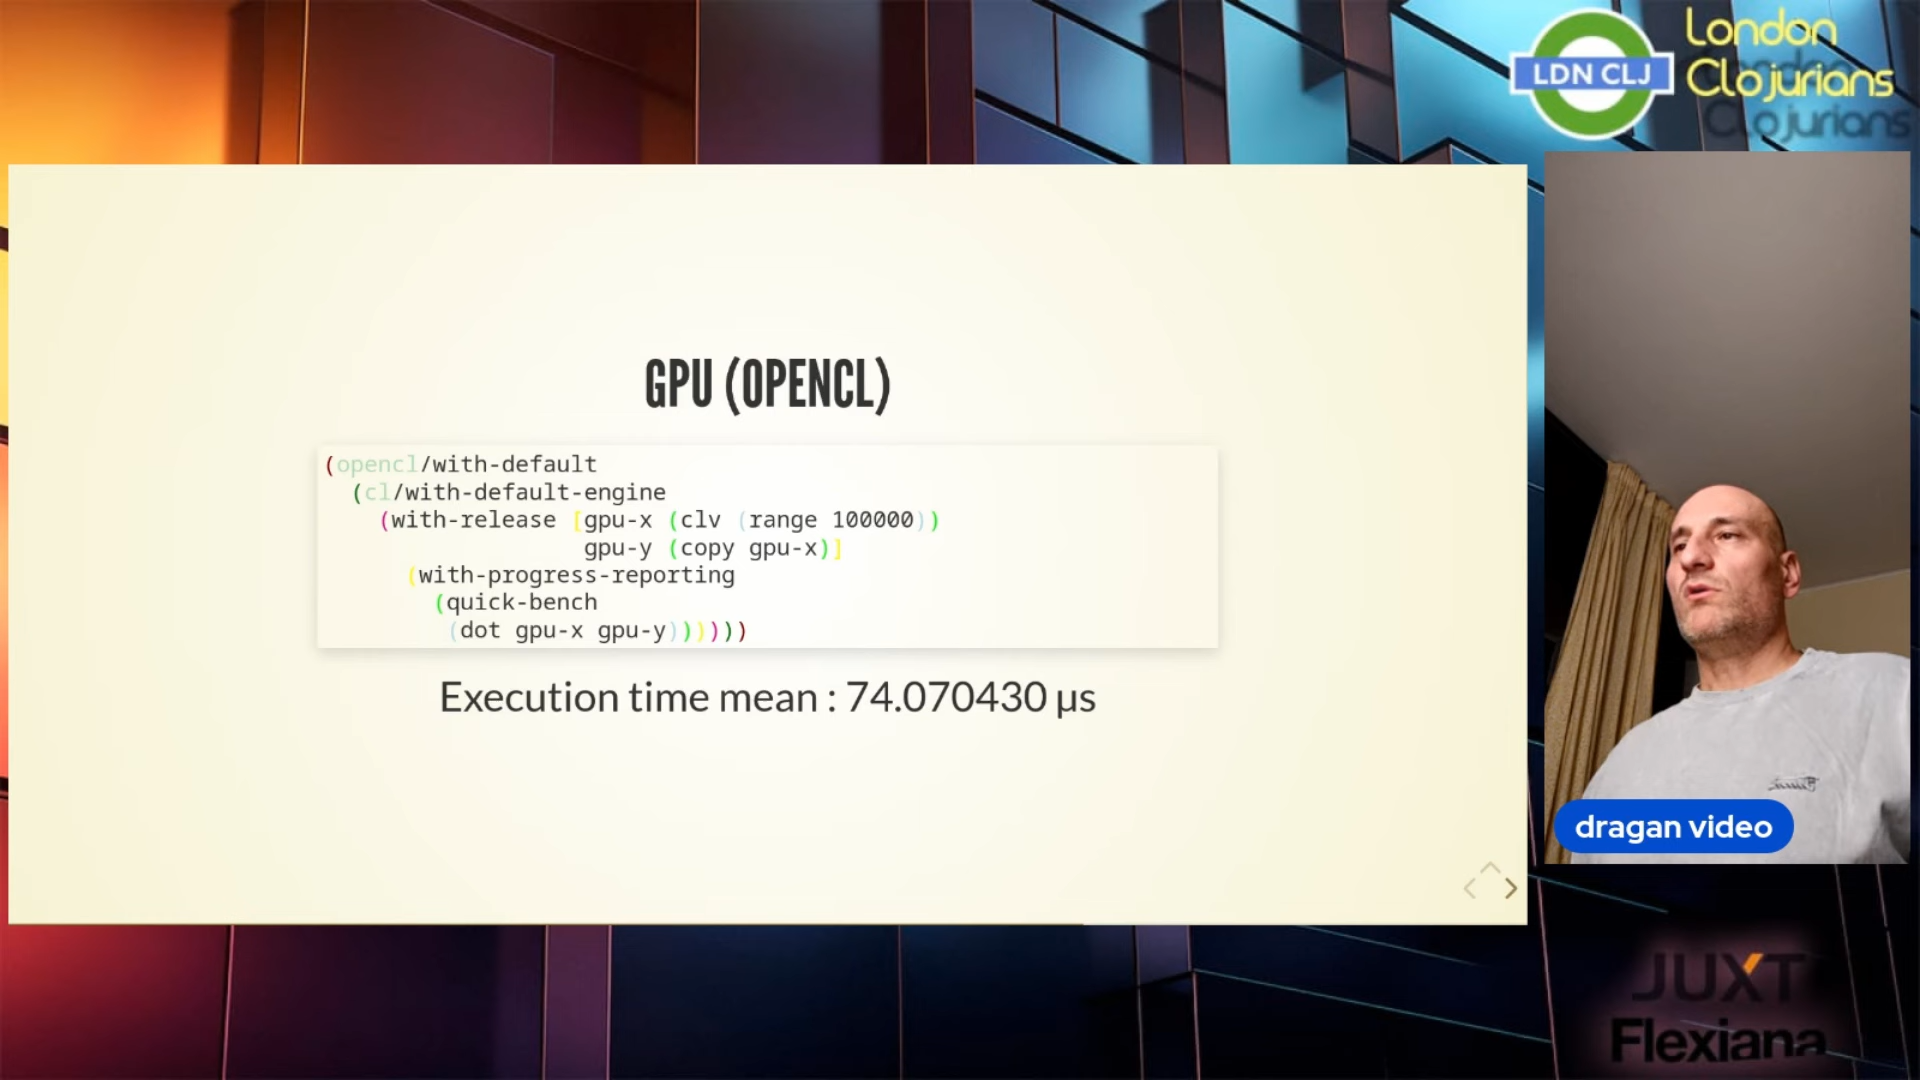 London
Clojurians
LDN CLJ
GPU (OPENCL)
(opencl/with-default
(cl/with-default-engine
(with-release [gpu-x (clv (range 100000))
gpu-y (copy gpu-x)]
(with-progress-reporting
(quick-bench
(dot gpu-x gpu-y))))))
Execution time mean : 74.070430 µs
dragan video
JUXT
Flexiana